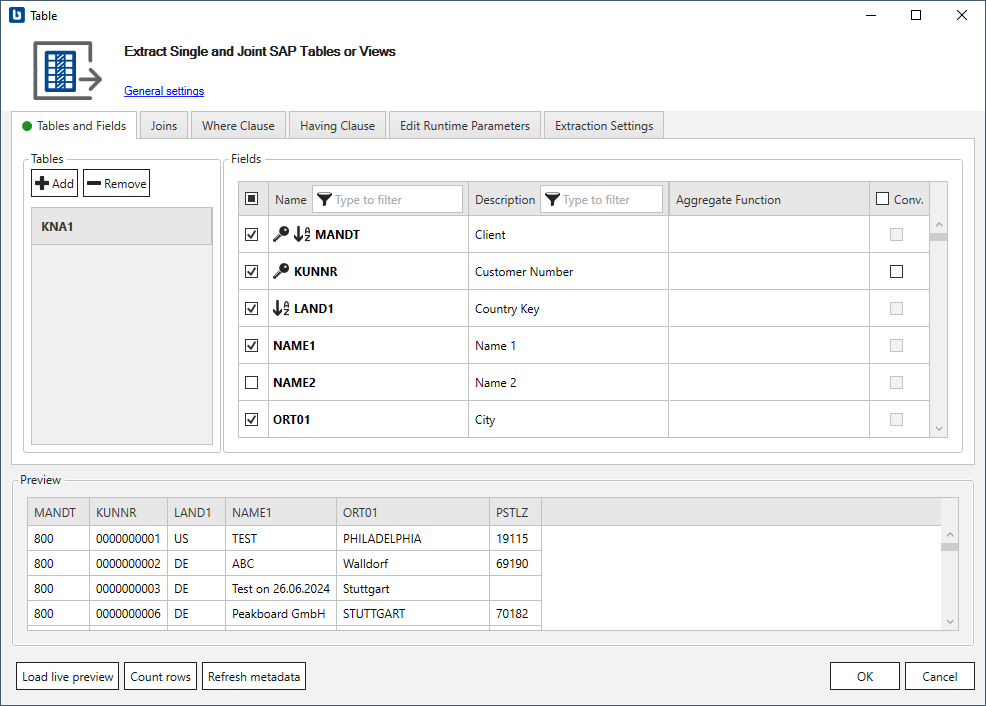 Table
Extract Single and Joint SAP Tables or Views
General settings
Tables and Fields Joins Where Clause Having Clause Edit Runtime Parameters Extraction Settings
Tables Fields
Add Remove
KNA1
Name Type to filter Description Type to filter Aggregate Function Conv.
MANDT Client
KUNNR Customer Number
LAND1 Country Key
NAME1 Name 1
NAME2 Name 2
ORT01 City
Preview
MANDT KUNNR LAND1 NAME1 ORT01 PSTLZ
800 0000000001 US TEST PHILADELPHIA 19115
800 0000000002 DE ABC Walldorf 69190
800 0000000003 DE Test on 26.06.2024 Stuttgart
800 0000000006 DE Peakboard GmbH STUTTGART 70182
Load live preview Count rows Refresh metadata OK Cancel